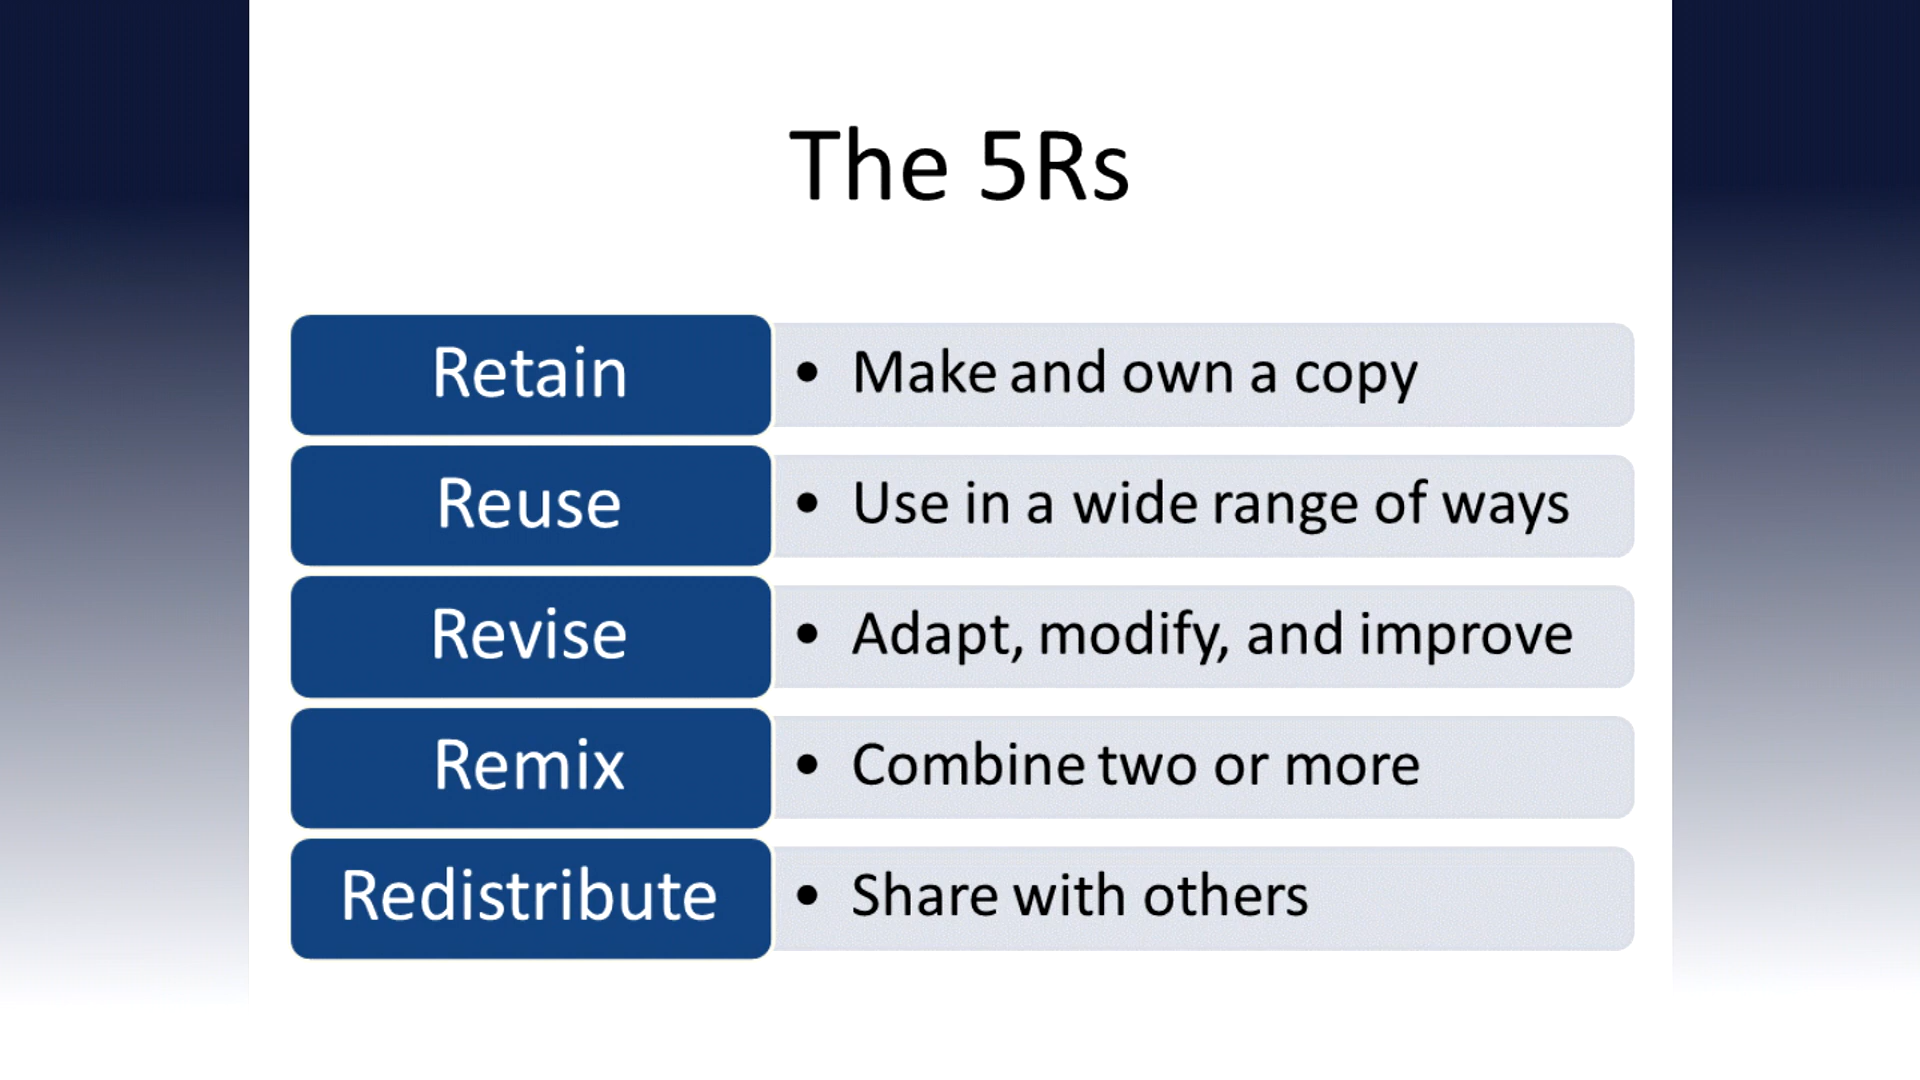 The 5Rs
Retain
• Make and own a copy
Reuse
• Use in a wide range of ways
Revise
• Adapt, modify, and improve
Remix
• Combine two or more
Redistribute
• Share with others